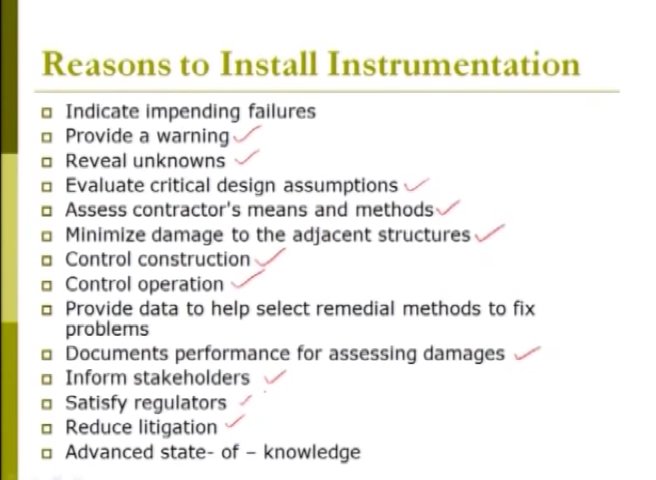 Reasons to Install Instrumentation
Indicate impending failures
Provide a warning
Reveal unknowns
Evaluate critical design assumptions
Assess contractor's means and methods
Minimize damage to the adjacent structures
Control construction
Control operation
Provide data to help select remedial methods to fix
problems
Documents performance for assessing damages
Inform stakeholders
Satisfy regulators
Reduce litigation
Advanced state- of – knowledge